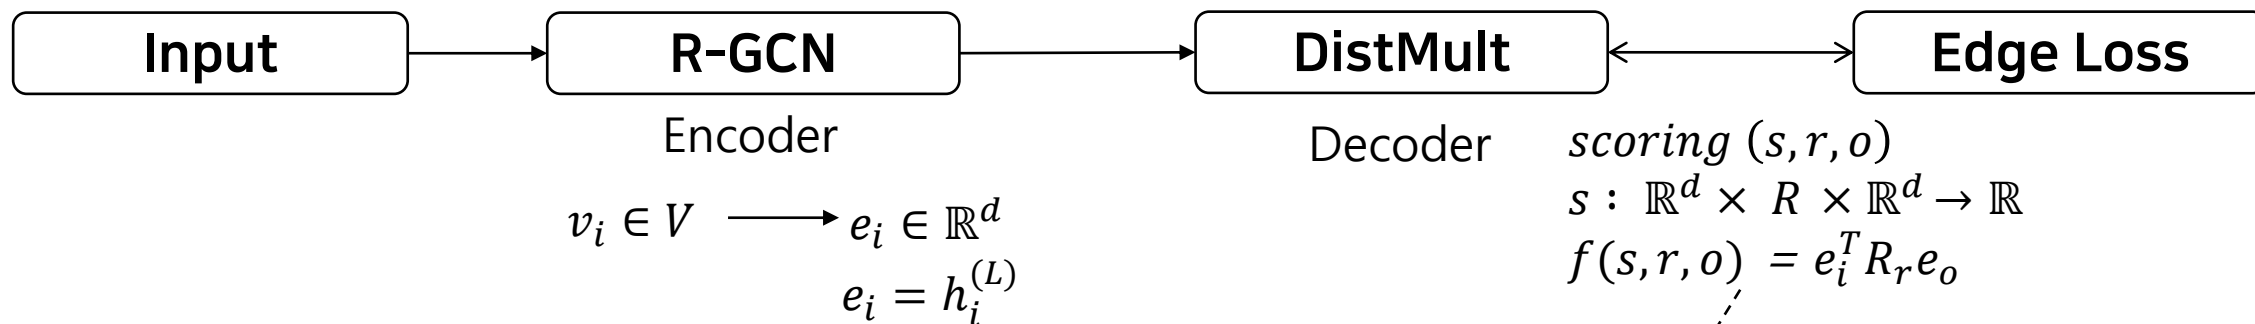 Input
R-GCN
DistMult
Edge Loss
Encoder
Decoder
v_i ∈ V ⟶ e_i ∈ ℝ^d
e_i = h_i^{(L)}
scoring (s, r, o)
s : ℝ^d × R × ℝ^d → ℝ
f(s, r, o) = e_i^T R_r e_o